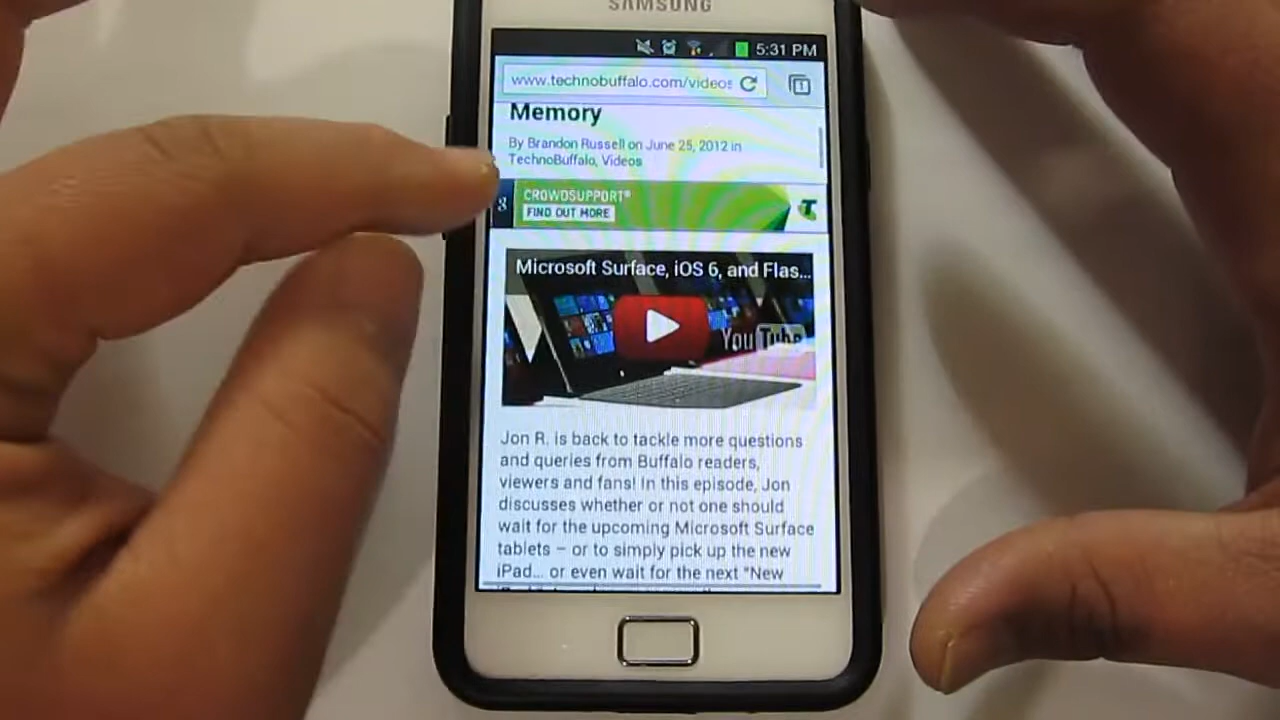 SAMSUNG
5:31 PM
www.technobuffalo.com/videos
1
Memory
By Brandon Russell on June 25, 2012 in
TechnoBuffalo, Videos
g
CROWDSUPPORT®
FIND OUT MORE
T
Microsoft Surface, iOS 6, and Flas...
YouTube
Jon R. is back to tackle more questions
and queries from Buffalo readers,
viewers and fans! In this episode, Jon
discusses whether or not one should
wait for the upcoming Microsoft Surface
tablets – or to simply pick up the new
iPad... or even wait for the next "New